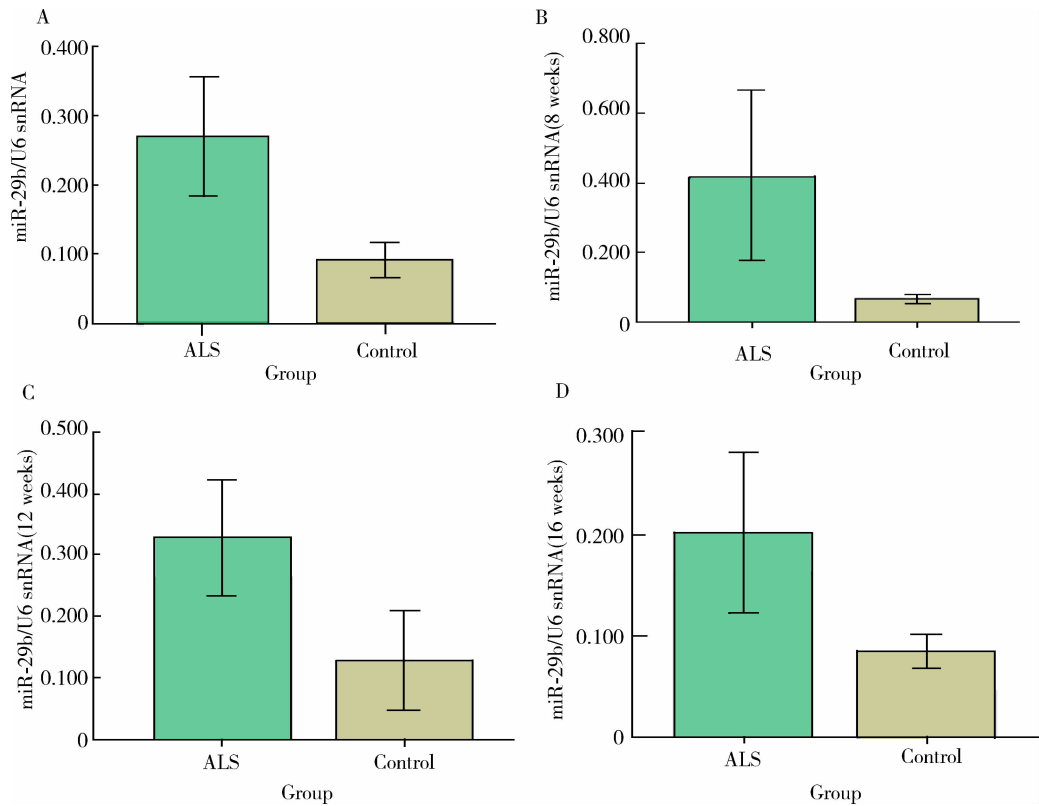 A
miR-29b/U6 snRNA
0.400
0.300
0.200
0.100
0
ALS
Control
Group
B
miR-29b/U6 snRNA(8 weeks)
0.800
0.600
0.400
0.200
0
ALS
Control
Group
C
miR-29b/U6 snRNA(12 weeks)
0.500
0.400
0.300
0.200
0.100
0
ALS
Control
Group
D
miR-29b/U6 snRNA(16 weeks)
0.300
0.200
0.100
0
ALS
Control
Group